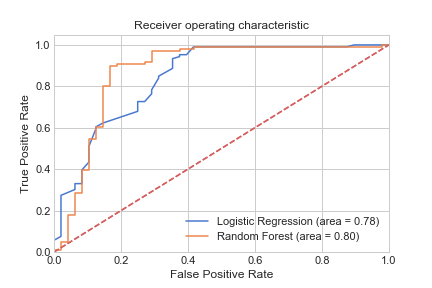 Receiver operating characteristic
True Positive Rate
1.0
0.8
0.6
0.4
0.2
0.0
Logistic Regression (area = 0.78)
Random Forest (area = 0.80)
0.0 0.2 0.4 0.6 0.8 1.0
False Positive Rate